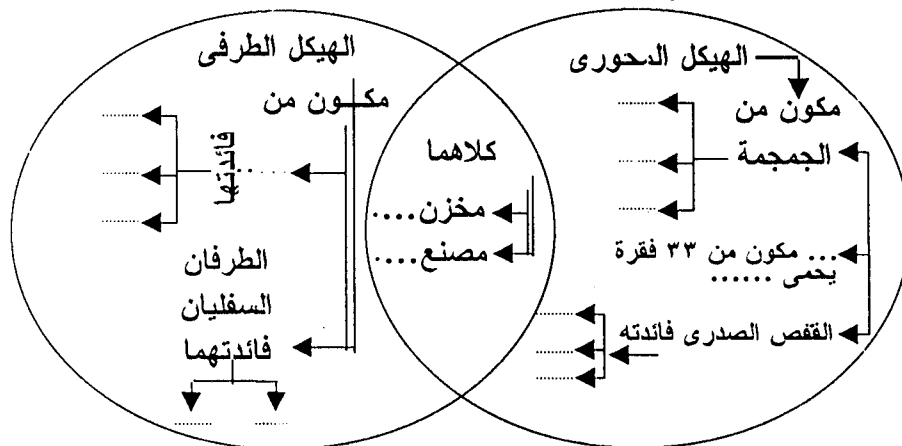 الهيكل المحورى
مكون من
الجمجمة
........
........
........
... مكون من ٣٣ فقرة
يحمى ......
القفص الصدرى فائدته
........
........
........
كلاهما
مخزن....
مصنع....
الهيكل الطرفى
مكون من
...... فائدتها
........
........
........
الطرفان
السفليان
فائدتهما
........ ........